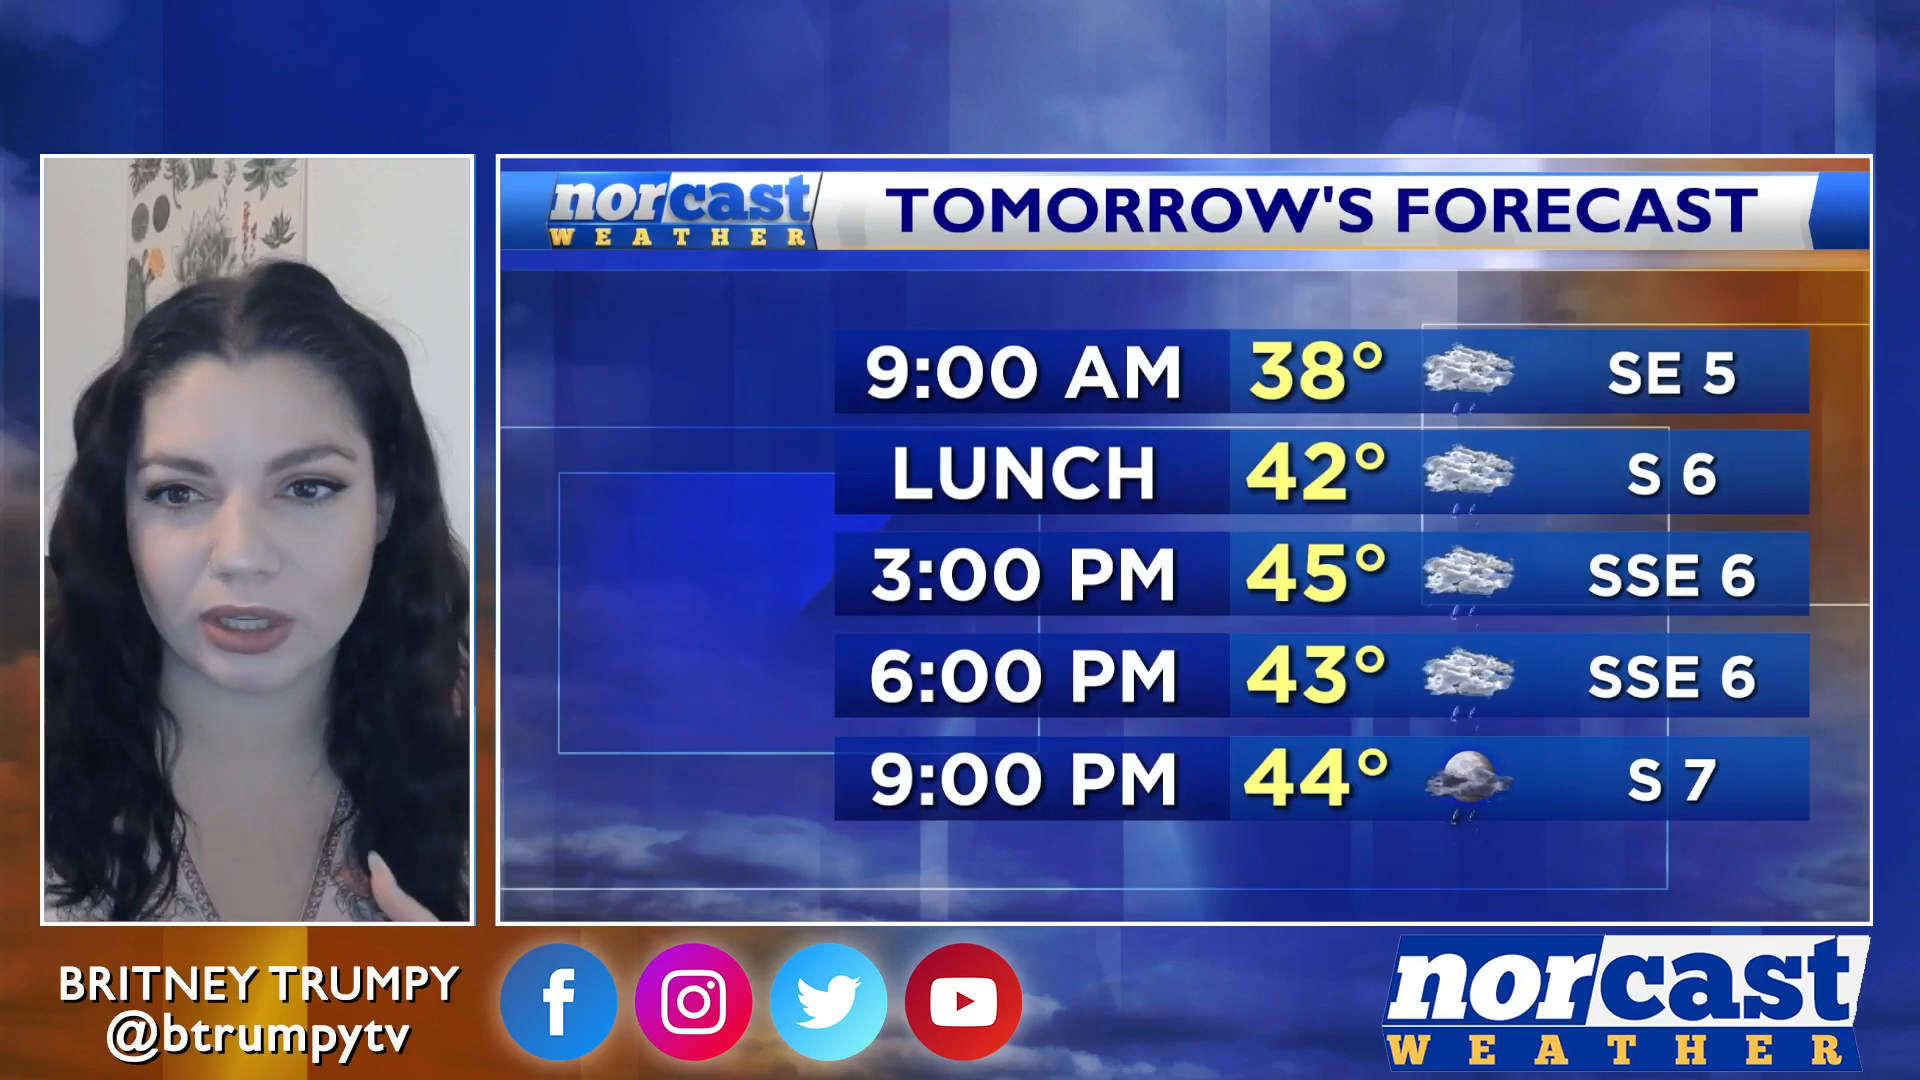 norcast
WEATHER
TOMORROW'S FORECAST
9:00 AM 38° SE 5
LUNCH 42° S 6
3:00 PM 45° SSE 6
6:00 PM 43° SSE 6
9:00 PM 44° S 7
BRITNEY TRUMPY
@btrumpytv
f
norcast
WEATHER